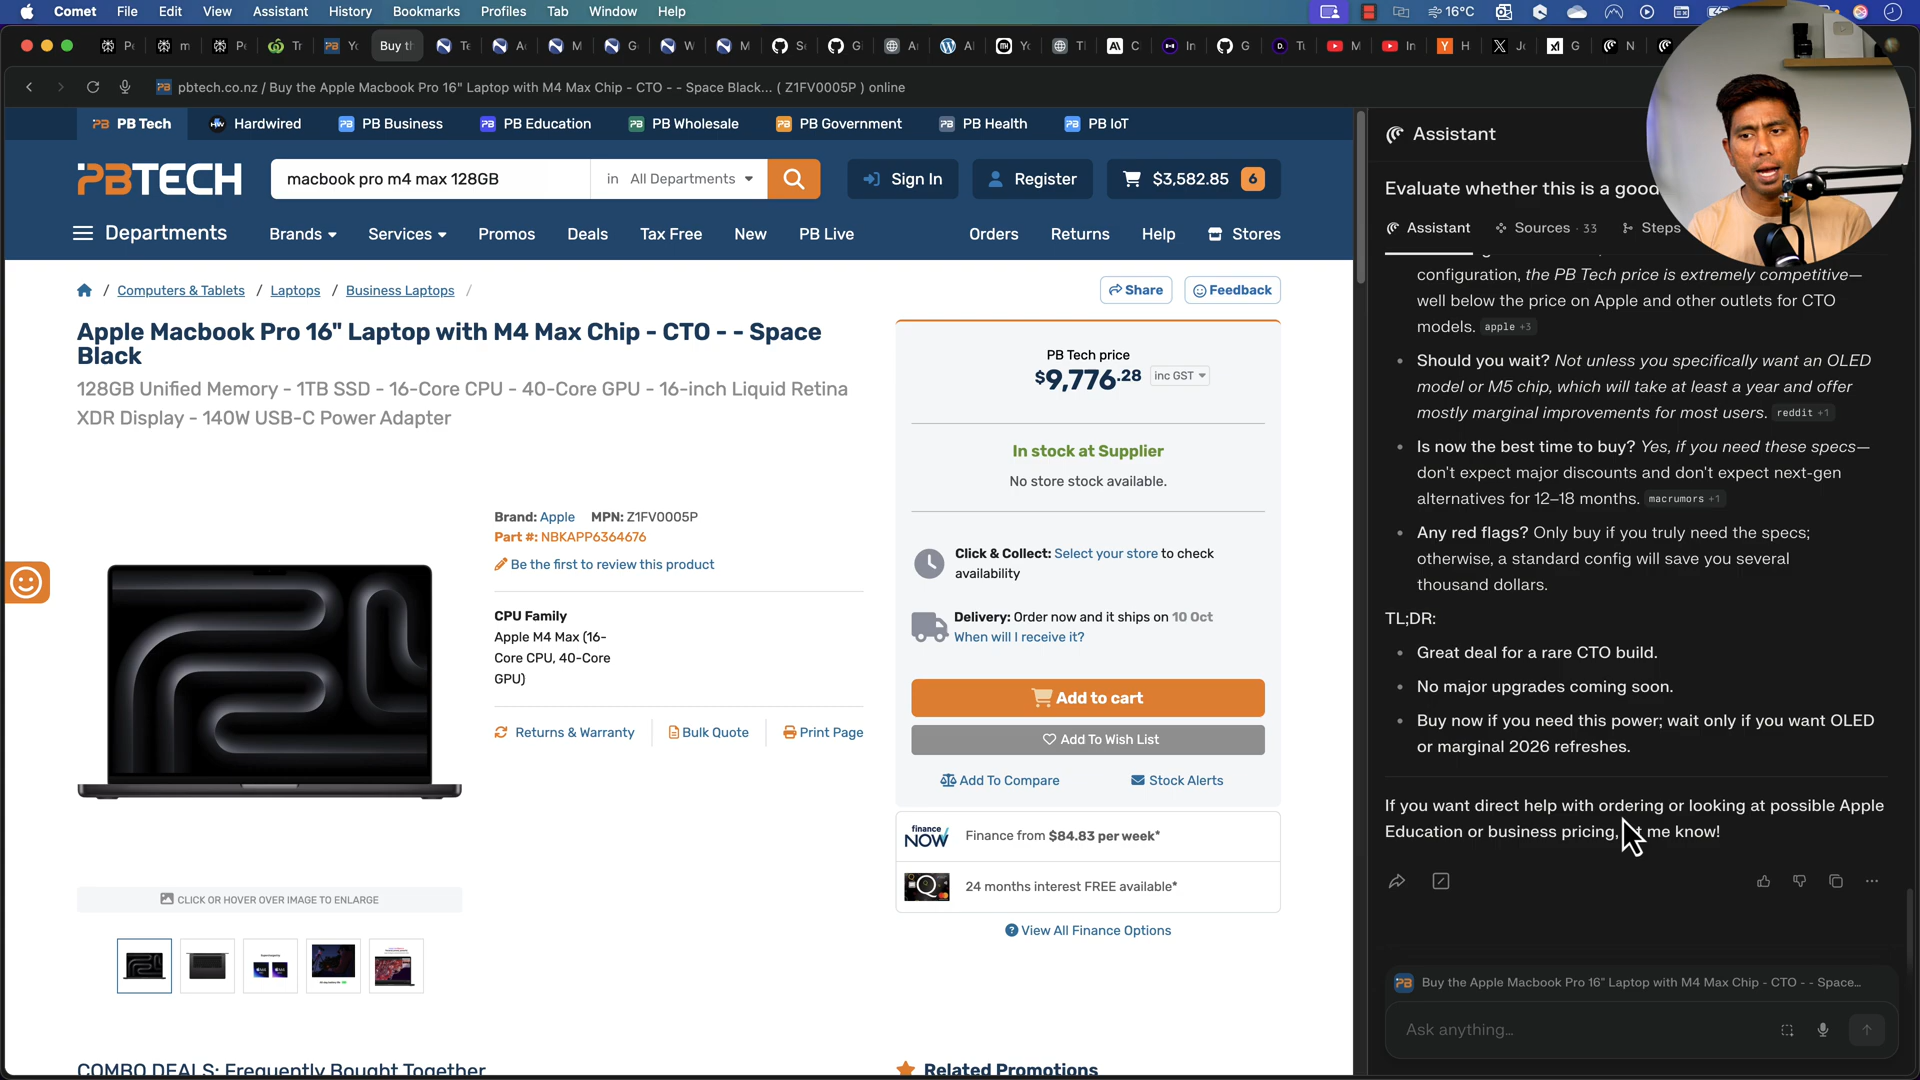 Comet File Edit View Assistant History Bookmarks Profiles Tab Window Help
16°C
Buy th
pbtech.co.nz / Buy the Apple Macbook Pro 16" Laptop with M4 Max Chip - CTO - - Space Black... ( Z1FV0005P ) online
PB Tech Hardwired PB Business PB Education PB Wholesale PB Government PB Health PB IoT
PBTECH
macbook pro m4 max 128GB
in All Departments
Sign In
Register
$3,582.85 6
Departments Brands Services Promos Deals Tax Free New PB Live Orders Returns Help Stores
/ Computers & Tablets / Laptops / Business Laptops /
Share
Feedback
Apple Macbook Pro 16" Laptop with M4 Max Chip - CTO - - Space
Black
128GB Unified Memory - 1TB SSD - 16-Core CPU - 40-Core GPU - 16-inch Liquid Retina
XDR Display - 140W USB-C Power Adapter
Brand: Apple MPN: Z1FV0005P
Part #: NBKAPP6364676
Be the first to review this product
CPU Family
Apple M4 Max (16-
Core CPU, 40-Core
GPU)
Returns & Warranty
Bulk Quote
Print Page
CLICK OR HOVER OVER IMAGE TO ENLARGE
COMBO DEALS: Frequently Bought Together
PB Tech price
$9,776.28 inc GST
In stock at Supplier
No store stock available.
Click & Collect: Select your store to check
availability
Delivery: Order now and it ships on 10 Oct
When will I receive it?
Add to cart
Add To Wish List
Add To Compare
Stock Alerts
finance
NOW
Finance from $84.83 per week*
24 months interest FREE available*
View All Finance Options
Related Promotions
Assistant
Evaluate whether this is a good
Assistant Sources · 33 Steps
configuration, the PB Tech price is extremely competitive—
well below the price on Apple and other outlets for CTO
models. apple +3
Should you wait? Not unless you specifically want an OLED
model or M5 chip, which will take at least a year and offer
mostly marginal improvements for most users. reddit +1
Is now the best time to buy? Yes, if you need these specs—
don't expect major discounts and don't expect next-gen
alternatives for 12–18 months. macrumors +1
Any red flags? Only buy if you truly need the specs;
otherwise, a standard config will save you several
thousand dollars.
TL;DR:
Great deal for a rare CTO build.
No major upgrades coming soon.
Buy now if you need this power; wait only if you want OLED
or marginal 2026 refreshes.
If you want direct help with ordering or looking at possible Apple
Education or business pricing, me know!
Buy the Apple Macbook Pro 16" Laptop with M4 Max Chip - CTO - - Space...
Ask anything...